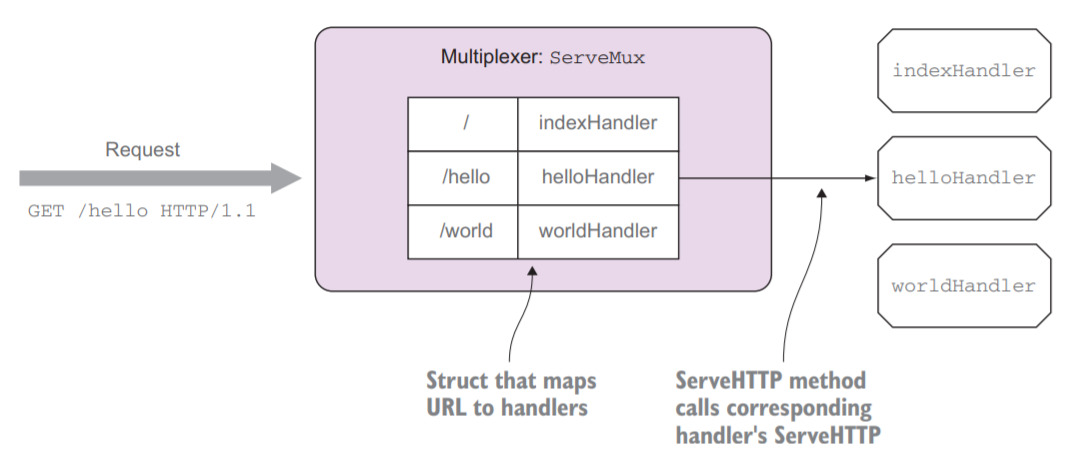 Multiplexer: ServeMux
Request
GET /hello HTTP/1.1
/ indexHandler
/hello helloHandler
/world worldHandler
indexHandler
helloHandler
worldHandler
Struct that maps
URL to handlers
ServeHTTP method
calls corresponding
handler's ServeHTTP